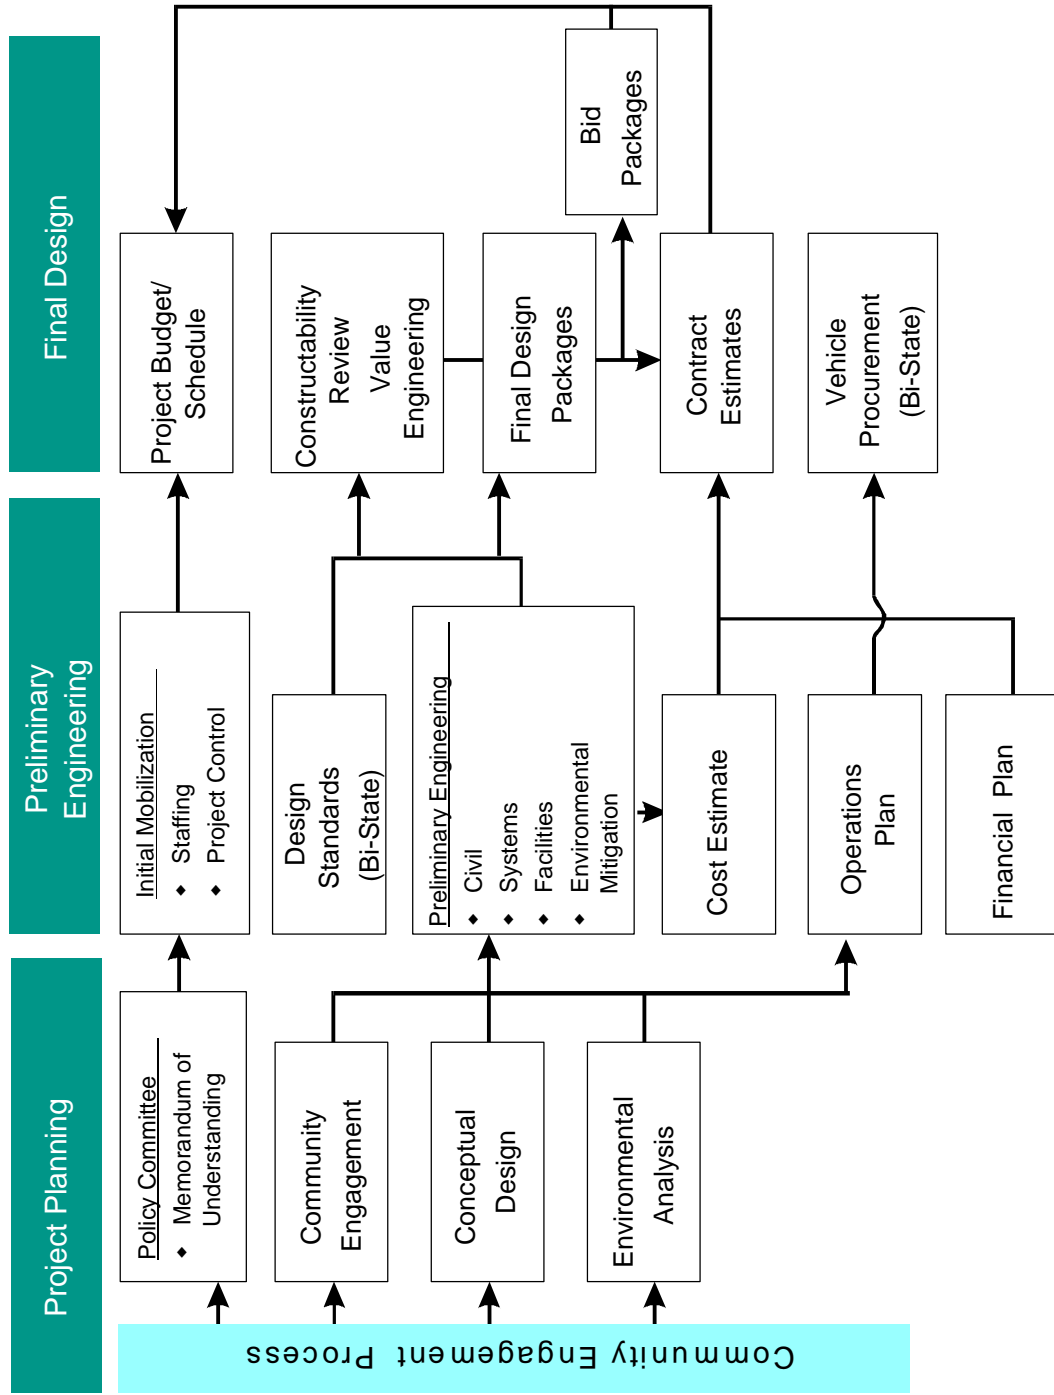 Project Planning
Preliminary
Engineering
Final Design
Community Engagement Process
Policy Committee
♦ Memorandum of
Understanding
Community
Engagement
Conceptual
Design
Environmental
Analysis
Initial Mobilization
♦ Staffing
♦ Project Control
Design
Standards
(Bi-State)
Preliminary Engineering
♦ Civil
♦ Systems
♦ Facilities
♦ Environmental
Mitigation
Cost Estimate
Operations
Plan
Financial Plan
Project Budget/
Schedule
Constructability
Review
Value
Engineering
Final Design
Packages
Bid
Packages
Contract
Estimates
Vehicle
Procurement
(Bi-State)